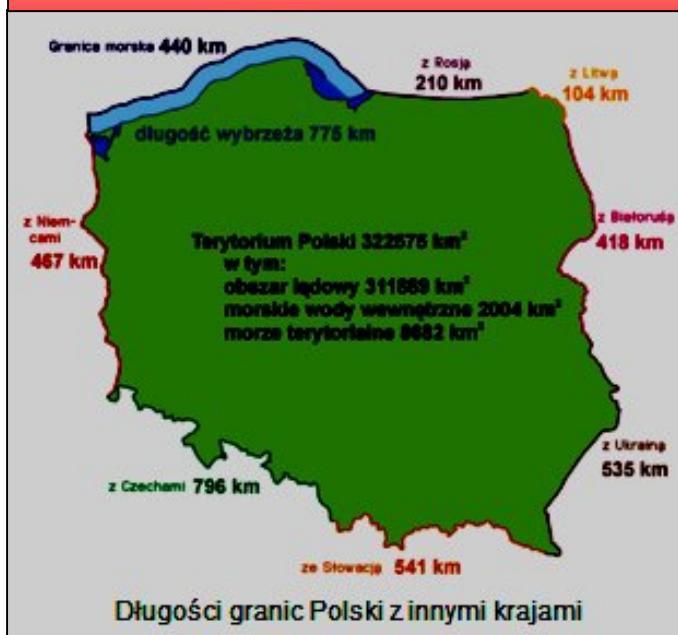 Granica morska 440 km
z Rosją
210 km
z Litwą
104 km
długość wybrzeża 775 km
z Niem-
cami
467 km
z Białorusią
418 km
Terytorium Polski 322575 km²
w tym:
obszar lądowy 311889 km²
morskie wody wewnętrzne 2004 km²
morze terytorialne 8682 km²
z Ukrainą
535 km
z Czechami 796 km
ze Słowacją 541 km
Długości granic Polski z innymi krajami